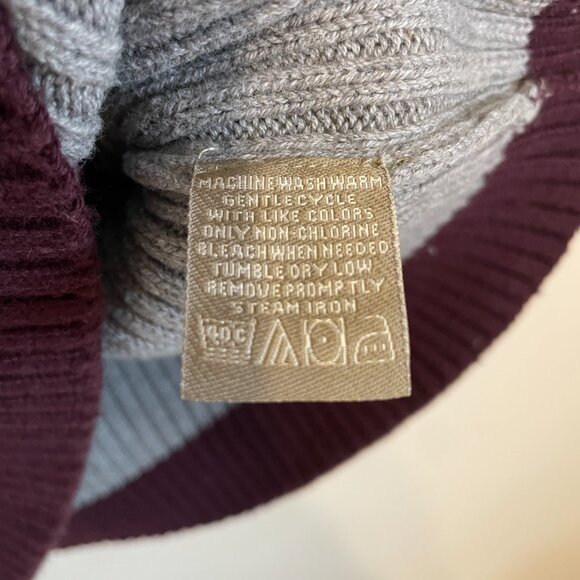 MACHINE WASH WARM
GENTLE CYCLE
WITH LIKE COLORS
ONLY NON-CHLORINE
BLEACH WHEN NEEDED
TUMBLE DRY LOW
REMOVE PROMPTLY
STEAM IRON
40C